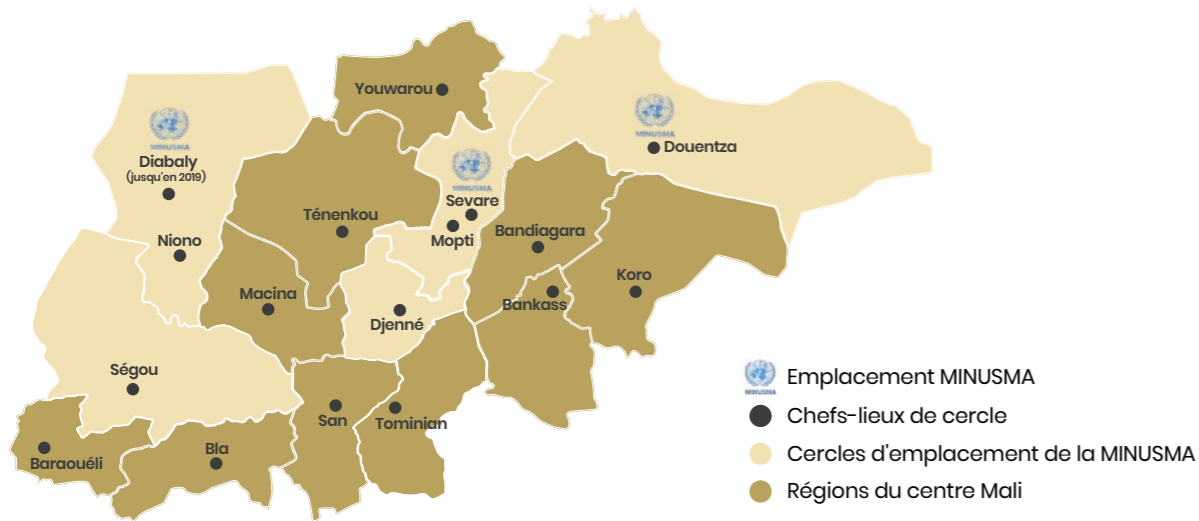 Youwarou
MINUSMA
Diabaly
(jusqu'en 2019)
MINUSMA
Douentza
MINUSMA
Sevare
Ténenkou
Mopti
Bandiagara
Niono
Koro
Macina
Bankass
Djenné
Ségou
San
Tominian
Bla
Baraouéli
MINUSMA
Emplacement MINUSMA
Chefs-lieux de cercle
Cercles d'emplacement de la MINUSMA
Régions du centre Mali